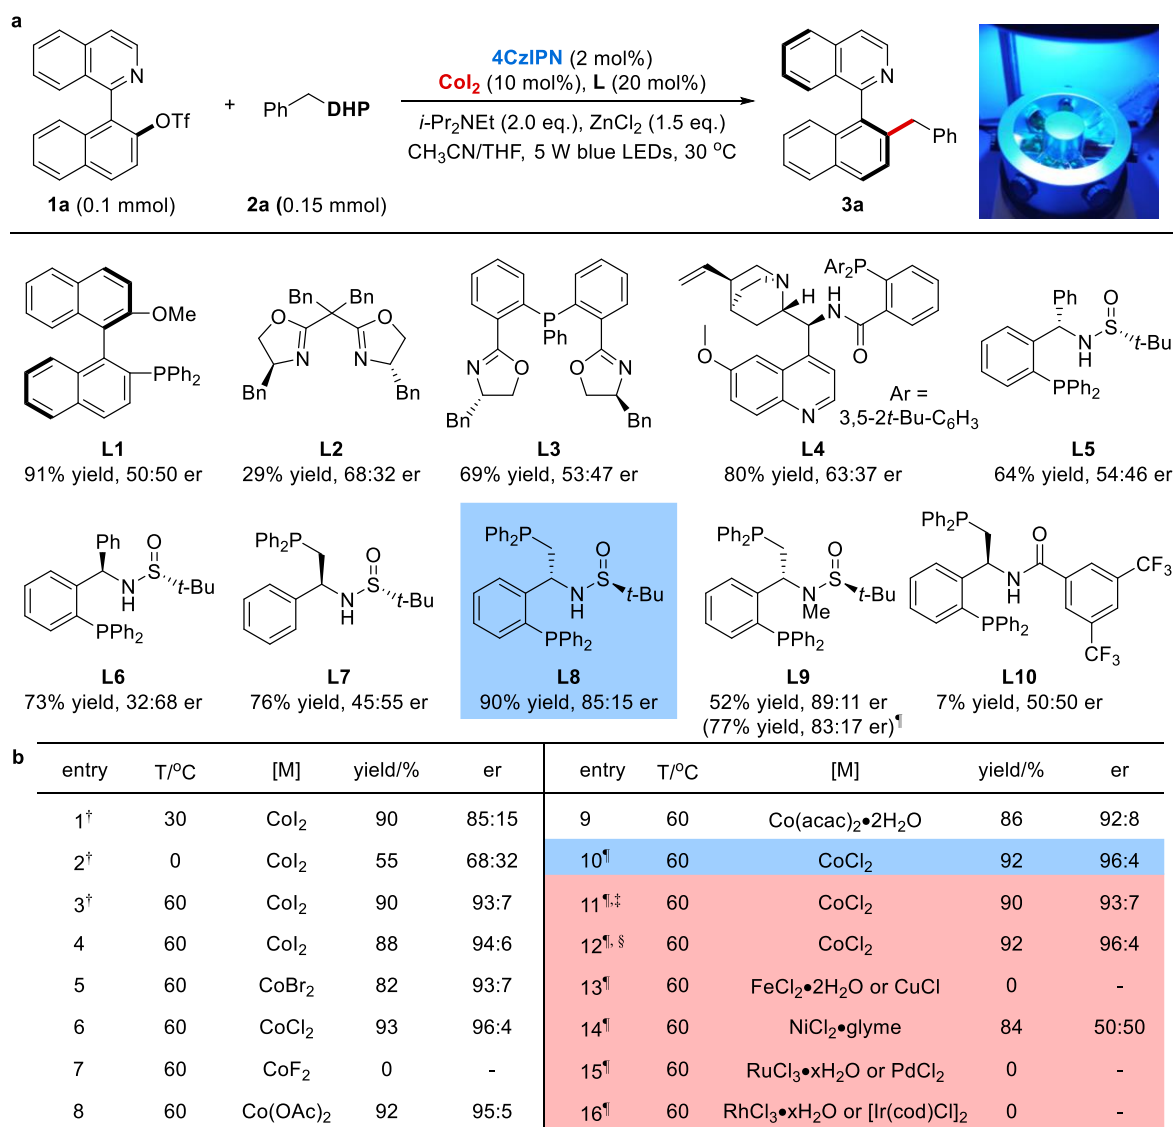 a
4CzIPN (2 mol%)
CoI₂ (10 mol%), L (20 mol%)
i-Pr₂NEt (2.0 eq.), ZnCl₂ (1.5 eq.)
CH₃CN/THF, 5 W blue LEDs, 30 °C
N
OTf
1a (0.1 mmol)
+
Ph
DHP
2a (0.15 mmol)
N
Ph
3a
OMe
PPh₂
L1
91% yield, 50:50 er
Bn Bn
O O
N N
Bn Bn
L2
29% yield, 68:32 er
P
Ph
N O
O N
Bn Bn
L3
69% yield, 53:47 er
N
H
Ar₂P
H
N
O
O
N
Ar =
3,5-2t-Bu-C₆H₃
L4
80% yield, 63:37 er
Ph O
S
N
H
t-Bu
PPh₂
L5
64% yield, 54:46 er
Ph O
S
N
H
t-Bu
PPh₂
L6
73% yield, 32:68 er
Ph₂P
O
S
N
H
t-Bu
L7
76% yield, 45:55 er
Ph₂P
O
S
N
H
t-Bu
PPh₂
L8
90% yield, 85:15 er
Ph₂P
O
S
N
Me
t-Bu
PPh₂
L9
52% yield, 89:11 er
(77% yield, 83:17 er)¶
Ph₂P
O
N
H
CF₃
PPh₂
CF₃
L10
7% yield, 50:50 er
b
entry T/°C [M] yield/% er
1† 30 CoI₂ 90 85:15
2† 0 CoI₂ 55 68:32
3† 60 CoI₂ 90 93:7
4 60 CoI₂ 88 94:6
5 60 CoBr₂ 82 93:7
6 60 CoCl₂ 93 96:4
7 60 CoF₂ 0 -
8 60 Co(OAc)₂ 92 95:5
entry T/°C [M] yield/% er
9 60 Co(acac)₂•2H₂O 86 92:8
10¶ 60 CoCl₂ 92 96:4
11¶,‡ 60 CoCl₂ 90 93:7
12¶, § 60 CoCl₂ 92 96:4
13¶ 60 FeCl₂•2H₂O or CuCl 0 -
14¶ 60 NiCl₂•glyme 84 50:50
15¶ 60 RuCl₃•xH₂O or PdCl₂ 0 -
16¶ 60 RhCl₃•xH₂O or [Ir(cod)Cl]₂ 0 -